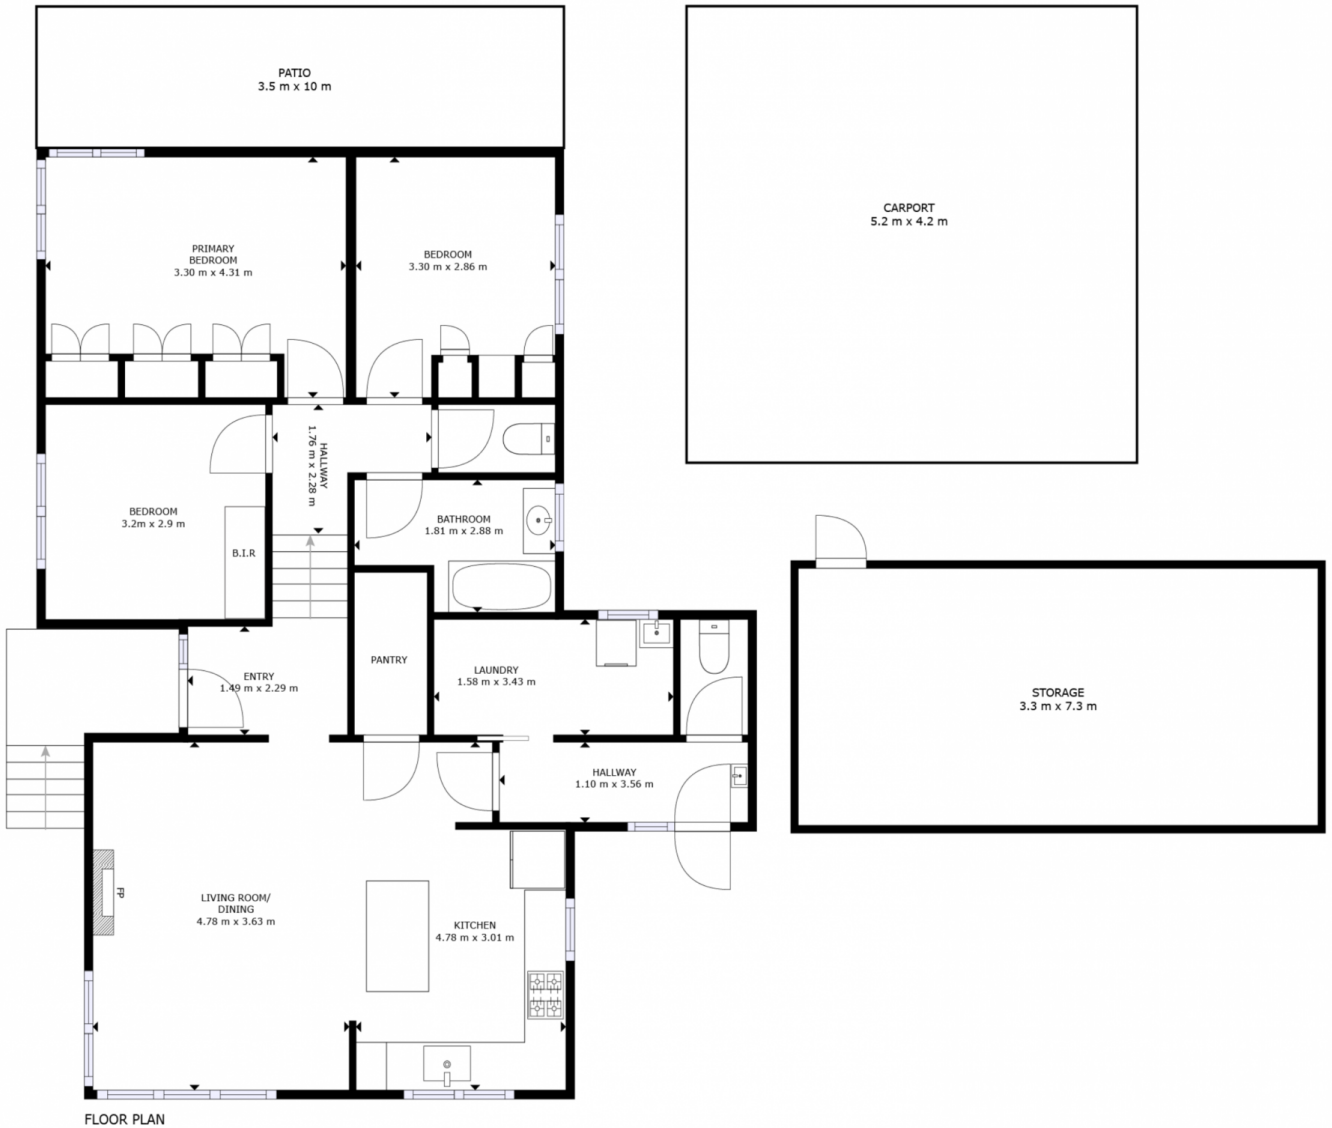 PATIO
3.5 m x 10 m
CARPORT
5.2 m x 4.2 m
PRIMARY
BEDROOM
3.30 m x 4.31 m
BEDROOM
3.30 m x 2.86 m
HALLWAY
1.76 m x 2.28 m
BEDROOM
3.2m x 2.9 m
B.I.R
BATHROOM
1.81 m x 2.88 m
PANTRY
LAUNDRY
1.58 m x 3.43 m
ENTRY
1.49 m x 2.29 m
STORAGE
3.3 m x 7.3 m
HALLWAY
1.10 m x 3.56 m
FP
LIVING ROOM/
DINING
4.78 m x 3.63 m
KITCHEN
4.78 m x 3.01 m
FLOOR PLAN